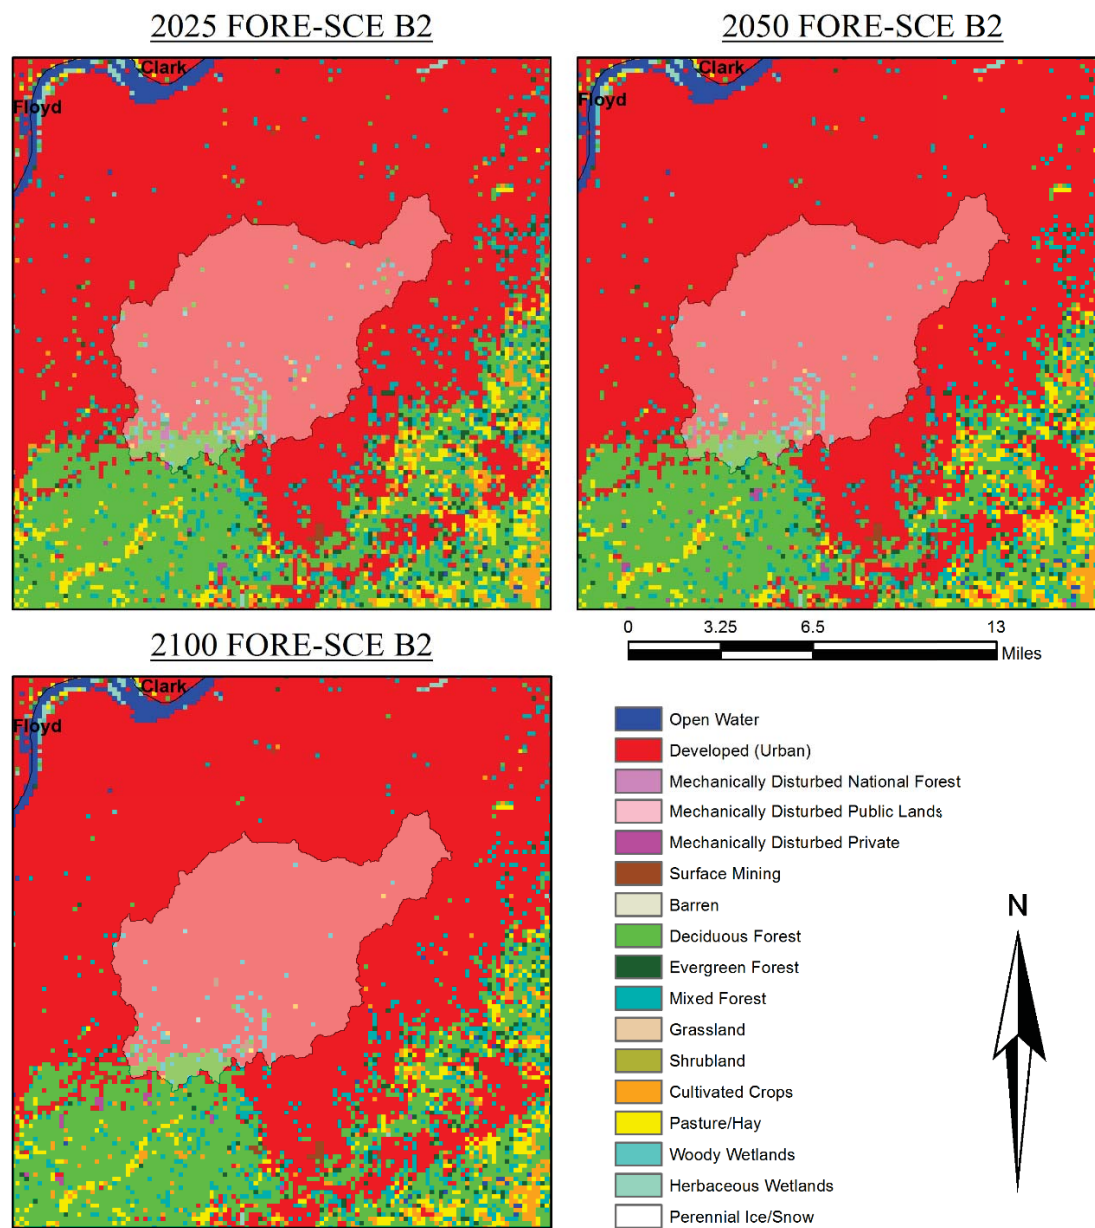 2025 FORE-SCE B2
2050 FORE-SCE B2
Clark
Floyd
Clark
Floyd
2100 FORE-SCE B2
0 3.25 6.5 13
Miles
Clark
Floyd
Open Water
Developed (Urban)
Mechanically Disturbed National Forest
Mechanically Disturbed Public Lands
Mechanically Disturbed Private
Surface Mining
Barren
Deciduous Forest
Evergreen Forest
Mixed Forest
Grassland
Shrubland
Cultivated Crops
Pasture/Hay
Woody Wetlands
Herbaceous Wetlands
Perennial Ice/Snow
N